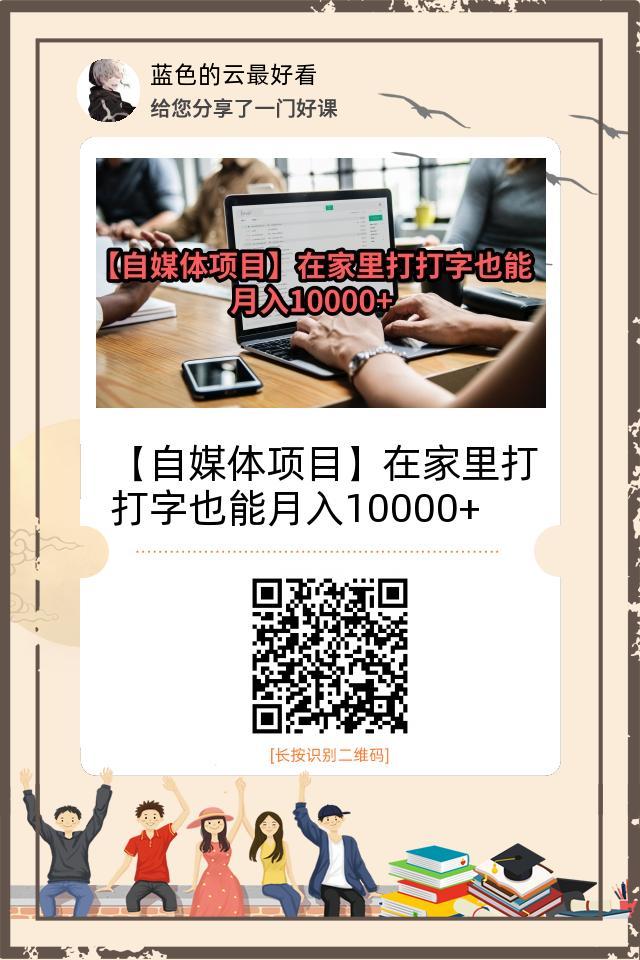 蓝色的云最好看
给您分享了一门好课
【自媒体项目】在家里打打字也能
月入10000+
【自媒体项目】在家里打
打字也能月入10000+
[长按识别二维码]